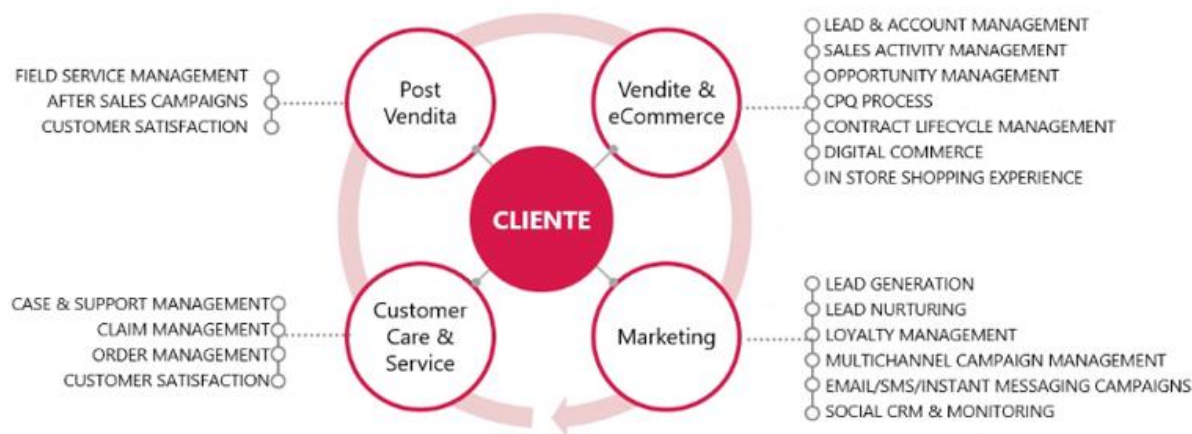 FIELD SERVICE MANAGEMENT
AFTER SALES CAMPAIGNS
CUSTOMER SATISFACTION
Post
Vendita
Vendite &
eCommerce
LEAD & ACCOUNT MANAGEMENT
SALES ACTIVITY MANAGEMENT
OPPORTUNITY MANAGEMENT
CPQ PROCESS
CONTRACT LIFECYCLE MANAGEMENT
DIGITAL COMMERCE
IN STORE SHOPPING EXPERIENCE
CLIENTE
CASE & SUPPORT MANAGEMENT
CLAIM MANAGEMENT
ORDER MANAGEMENT
CUSTOMER SATISFACTION
Customer
Care &
Service
Marketing
LEAD GENERATION
LEAD NURTURING
LOYALTY MANAGEMENT
MULTICHANNEL CAMPAIGN MANAGEMENT
EMAIL/SMS/INSTANT MESSAGING CAMPAIGNS
SOCIAL CRM & MONITORING